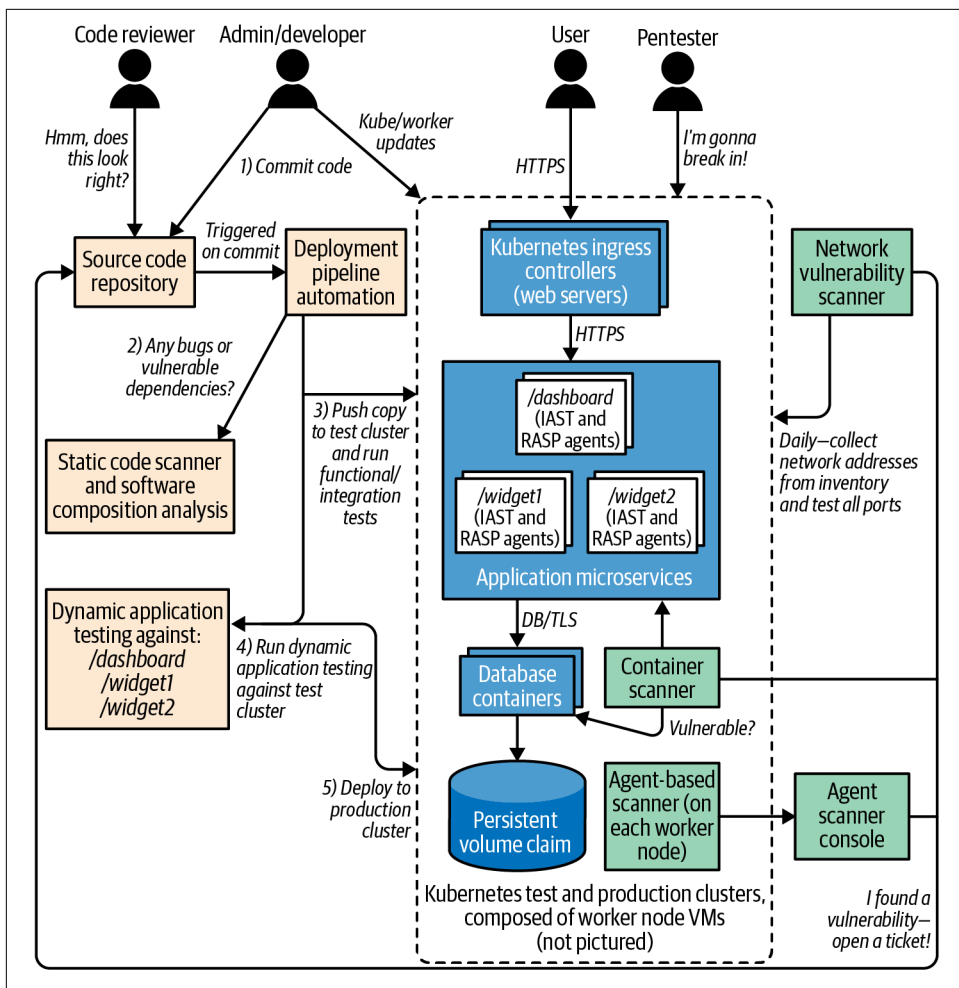 Code reviewer
Admin/developer
User
Pentester
Hmm, does
this look
right?
1) Commit code
Kube/worker
updates
HTTPS
I'm gonna
break in!
Source code
repository
Triggered
on commit
Deployment
pipeline
automation
Kubernetes ingress
controllers
(web servers)
Network
vulnerability
scanner
HTTPS
2) Any bugs or
vulnerable
dependencies?
3) Push copy
to test cluster
and run
functional/
integration
tests
/dashboard
(IAST and
RASP agents)
/widget1
(IAST and
RASP agents)
/widget2
(IAST and
RASP agents)
Application microservices
Daily—collect
network addresses
from inventory
and test all ports
Static code scanner
and software
composition analysis
Dynamic application
testing against:
/dashboard
/widget1
/widget2
4) Run dynamic
application testing
against test
cluster
DB/TLS
Database
containers
Container
scanner
Vulnerable?
5) Deploy to
production
cluster
Persistent
volume claim
Agent-based
scanner (on
each worker
node)
Agent
scanner
console
Kubernetes test and production clusters,
composed of worker node VMs
(not pictured)
I found a
vulnerability—
open a ticket!